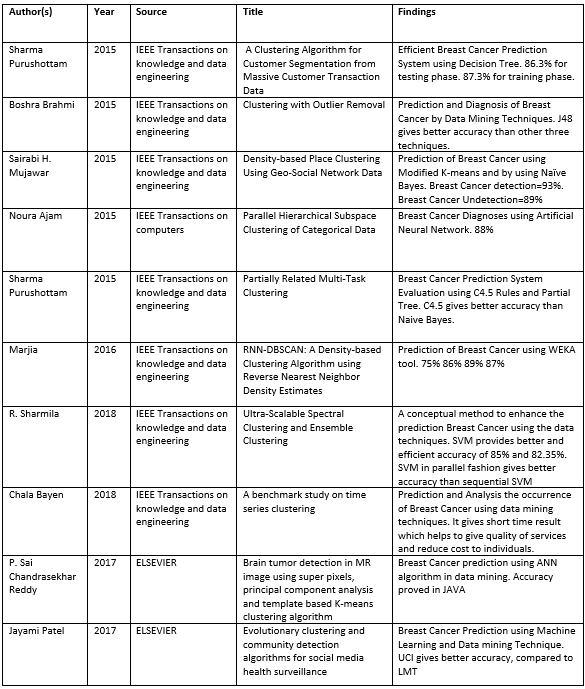 Author(s) Year Source Title Findings
Sharma Purushottam 2015 IEEE Transactions on knowledge and data engineering A Clustering Algorithm for Customer Segmentation from Massive Customer Transaction Data Efficient Breast Cancer Prediction System using Decision Tree. 86.3% for testing phase. 87.3% for training phase.
Boshra Brahmi 2015 IEEE Transactions on knowledge and data engineering Clustering with Outlier Removal Prediction and Diagnosis of Breast Cancer by Data Mining Techniques. J48 gives better accuracy than other three techniques.
Sairabi H. Mujawar 2015 IEEE Transactions on knowledge and data engineering Density-based Place Clustering Using Geo-Social Network Data Prediction of Breast Cancer using Modified K-means and by using Naïve Bayes. Breast Cancer detection=93%. Breast Cancer Undetection=89%
Noura Ajam 2015 IEEE Transactions on computers Parallel Hierarchical Subspace Clustering of Categorical Data Breast Cancer Diagnoses using Artificial Neural Network. 88%
Sharma Purushottam 2015 IEEE Transactions on knowledge and data engineering Partially Related Multi-Task Clustering Breast Cancer Prediction System Evaluation using C4.5 Rules and Partial Tree. C4.5 gives better accuracy than Naive Bayes.
Marjia 2016 IEEE Transactions on knowledge and data engineering RNN-DBSCAN: A Density-based Clustering Algorithm using Reverse Nearest Neighbor Density Estimates Prediction of Breast Cancer using WEKA tool. 75% 86% 89% 87%
R. Sharmila 2018 IEEE Transactions on knowledge and data engineering Ultra-Scalable Spectral Clustering and Ensemble Clustering A conceptual method to enhance the prediction Breast Cancer using the data techniques. SVM provides better and efficient accuracy of 85% and 82.35%. SVM in parallel fashion gives better accuracy than sequential SVM
Chala Bayen 2018 IEEE Transactions on knowledge and data engineering A benchmark study on time series clustering Prediction and Analysis the occurrence of Breast Cancer using data mining techniques. It gives short time result which helps to give quality of services and reduce cost to individuals.
P. Sai Chandrasekhar Reddy 2017 ELSEVIER Brain tumor detection in MR image using super pixels, principal component analysis and template based K-means clustering algorithm Breast Cancer prediction using ANN algorithm in data mining. Accuracy proved in JAVA
Jayami Patel 2017 ELSEVIER Evolutionary clustering and community detection algorithms for social media health surveillance Breast Cancer Prediction using Machine Learning and Data mining Technique. UCI gives better accuracy, compared to LMT